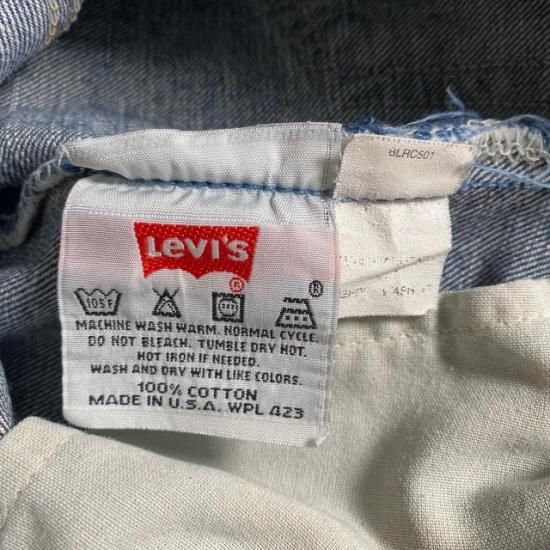 BLRC501
LEVI'S
®
105F
®
MACHINE WASH WARM. NORMAL CYCLE.
DO NOT BLEACH. TUMBLE DRY HOT.
HOT IRON IF NEEDED.
WASH AND DRY WITH LIKE COLORS.
100% COTTON
MADE IN U.S.A. WPL 423